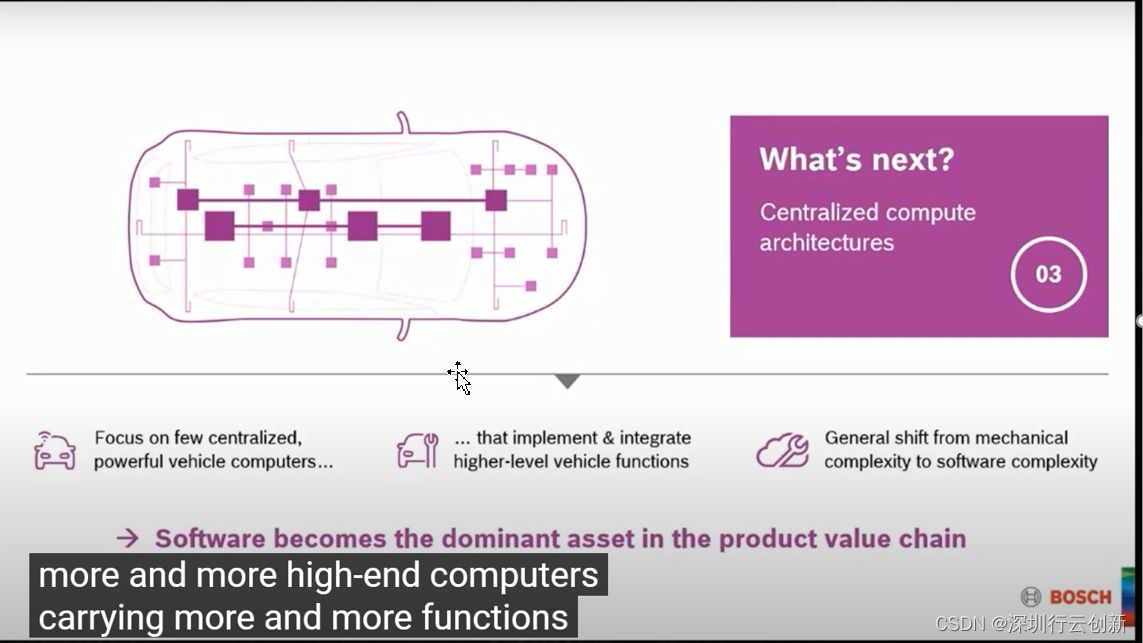 What's next?
Centralized compute
architectures
03
Focus on few centralized,
powerful vehicle computers...
... that implement & integrate
higher-level vehicle functions
General shift from mechanical
complexity to software complexity
→ Software becomes the dominant asset in the product value chain
more and more high-end computers
carrying more and more functions
BOSCH
CSDN @深圳行云创新